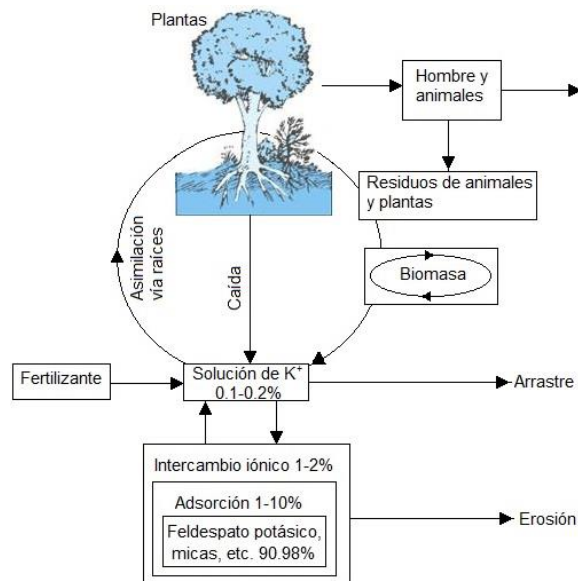 Plantas
Hombre y
animales
Residuos de animales
y plantas
Biomasa
Asimilación
vía raíces
Caída
Fertilizante
Solución de K⁺
0.1-0.2%
Arrastre
Intercambio iónico 1-2%
Adsorción 1-10%
Feldespato potásico,
micas, etc. 90.98%
Erosión